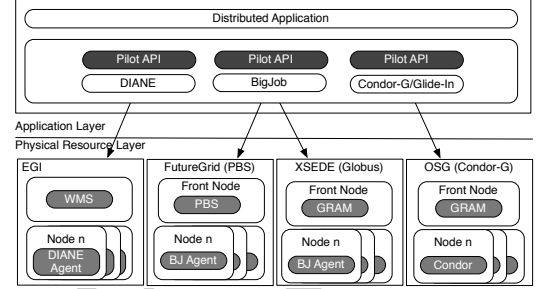 Distributed Application
Pilot API Pilot API Pilot API
DIANE BigJob Condor-G/Glide-In
Application Layer
Physical Resource Layer
EGI FutureGrid (PBS) XSEDE (Globus) OSG (Condor-G)
Front Node Front Node Front Node
WMS PBS GRAM GRAM
Node n Node n Node n Node n
DIANE
Agent BJ Agent BJ Agent Condor